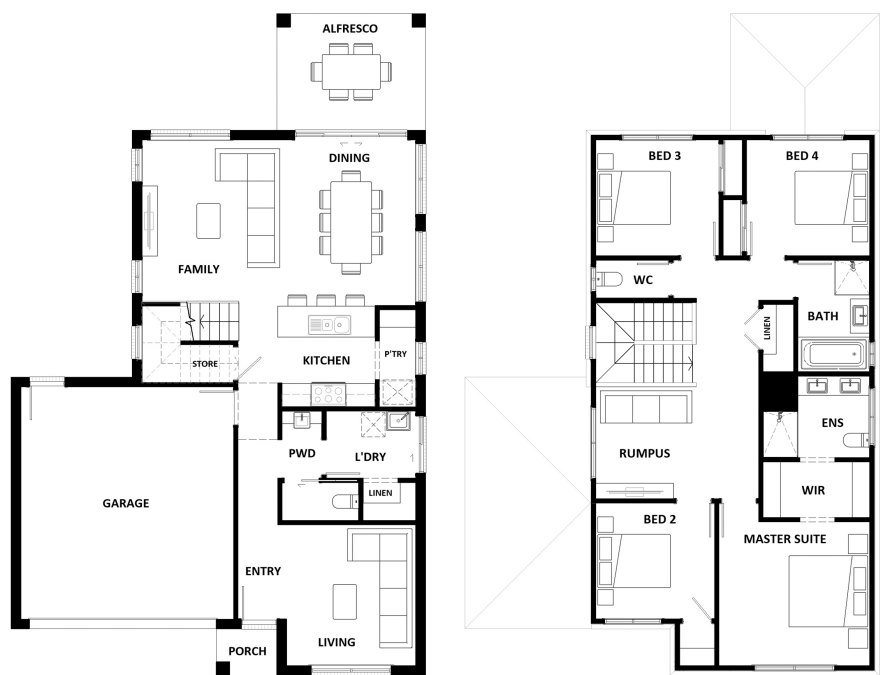 ALFRESCO
DINING
FAMILY
STORE
KITCHEN
P'TRY
PWD
L'DRY
LINEN
GARAGE
ENTRY
LIVING
PORCH
BED 3
BED 4
WC
LINEN
BATH
ENS
RUMPUS
WIR
BED 2
MASTER SUITE